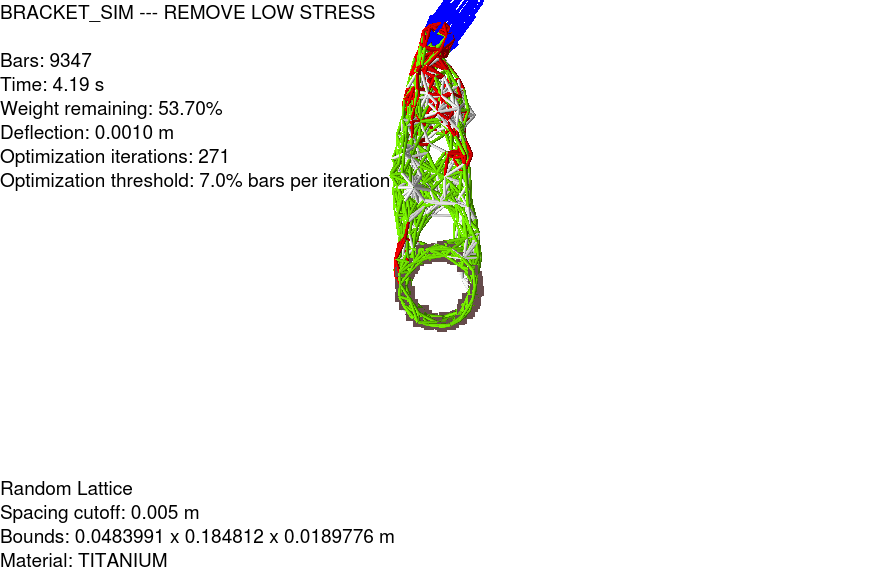 BRACKET_SIM --- REMOVE LOW STRESS
Bars: 9347
Time: 4.19 s
Weight remaining: 53.70%
Deflection: 0.0010 m
Optimization iterations: 271
Optimization threshold: 7.0% bars per iteration
Random Lattice
Spacing cutoff: 0.005 m
Bounds: 0.0483991 x 0.184812 x 0.0189776 m
Material: TITANIUM